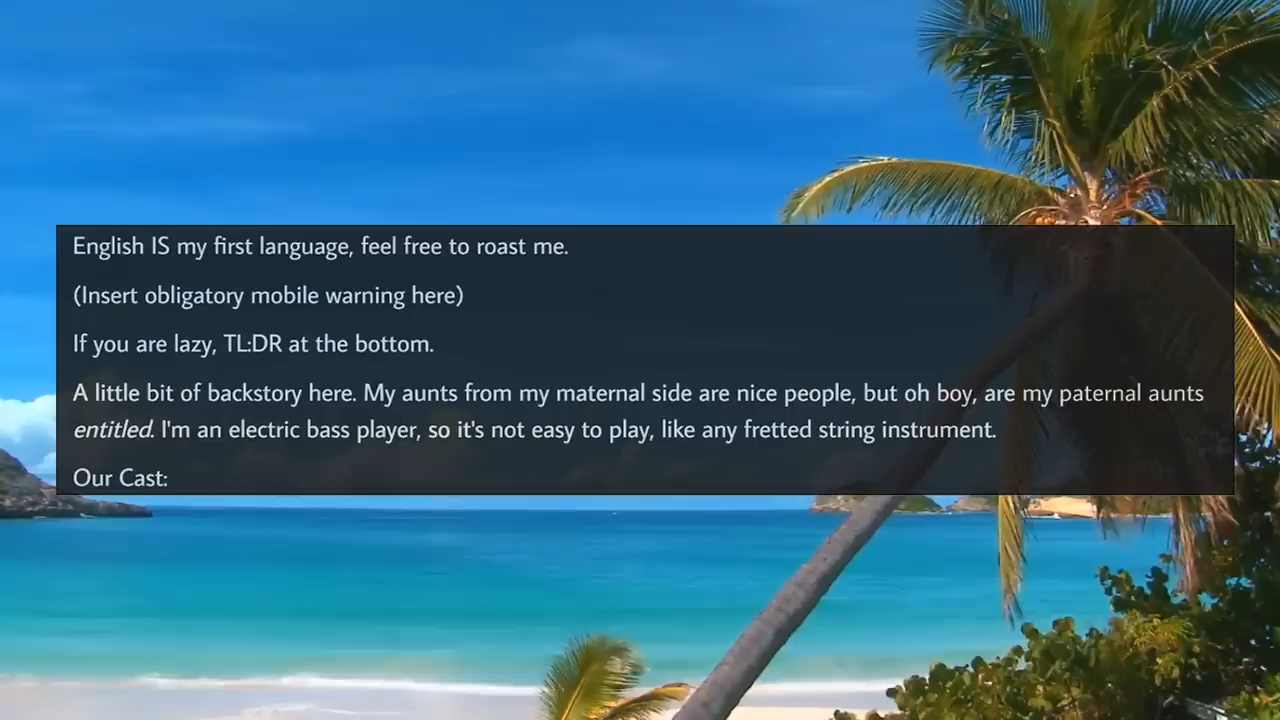 English IS my first language, feel free to roast me.
(Insert obligatory mobile warning here)
If you are lazy, TL:DR at the bottom.
A little bit of backstory here. My aunts from my maternal side are nice people, but oh boy, are my paternal aunts
entitled. I'm an electric bass player, so it's not easy to play, like any fretted string instrument.
Our Cast: